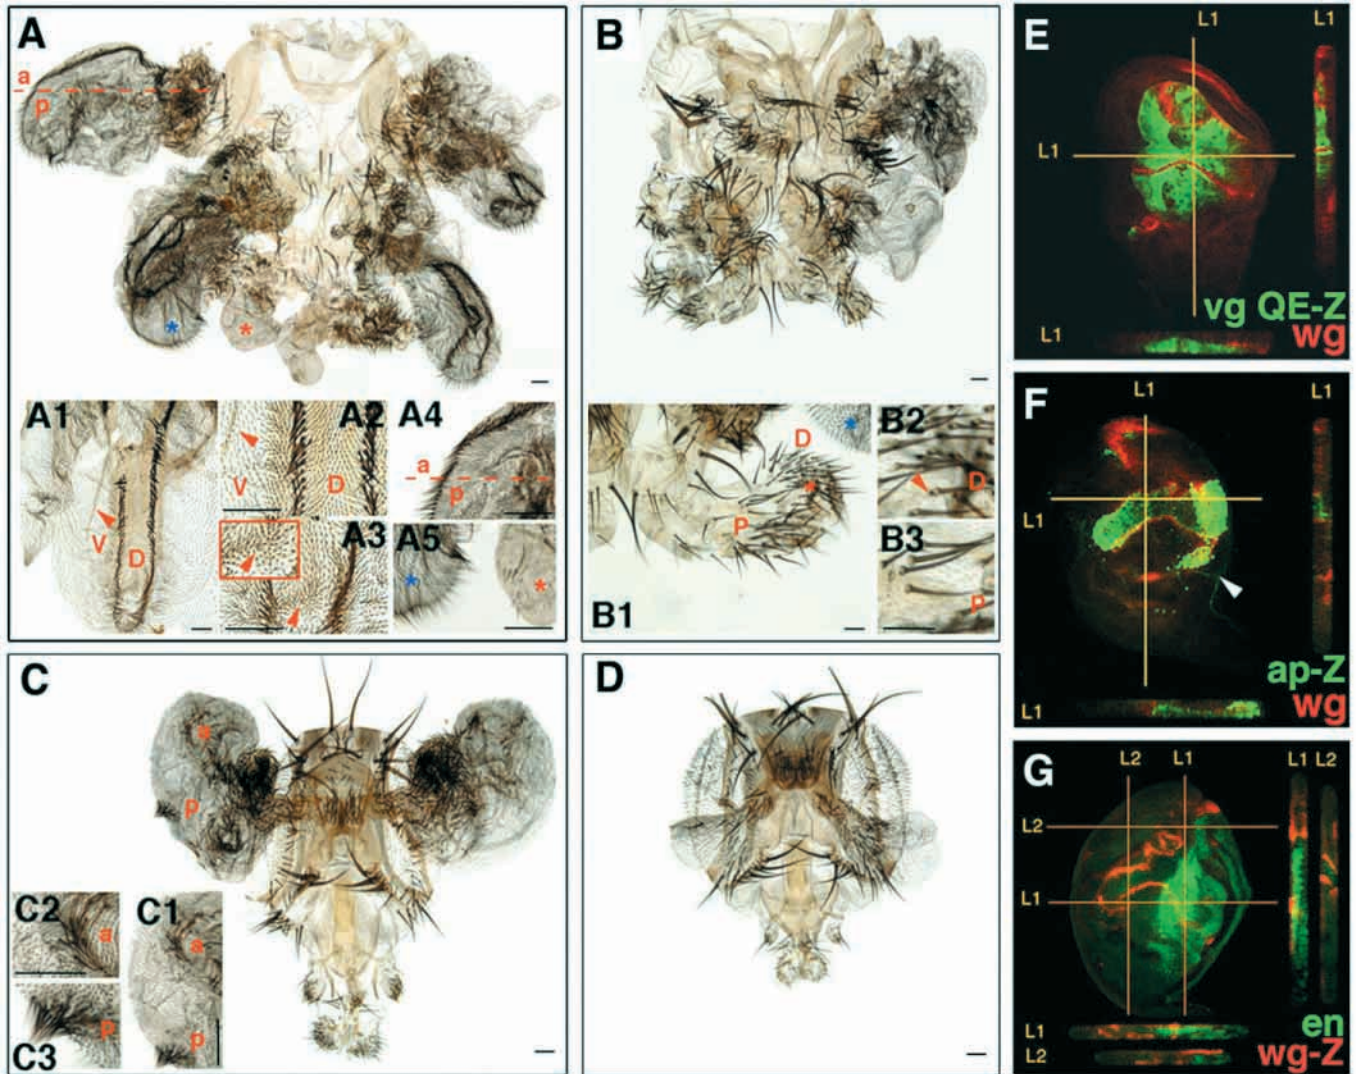 A
a
p
*
*
A1
V
D
A2
V
D
A3
A4
a
p
A5
*
*
B
B1
D
*
P
B2
D
B3
P
C
a
p
C2
a
C1
a
p
C3
p
D
E
L1
L1
L1
vg QE-Z
wg
L1
F
L1
L1
L1
ap-Z
wg
L1
G
L2 L1
L1 L2
L2
L1
en
wg-Z
L1
L2